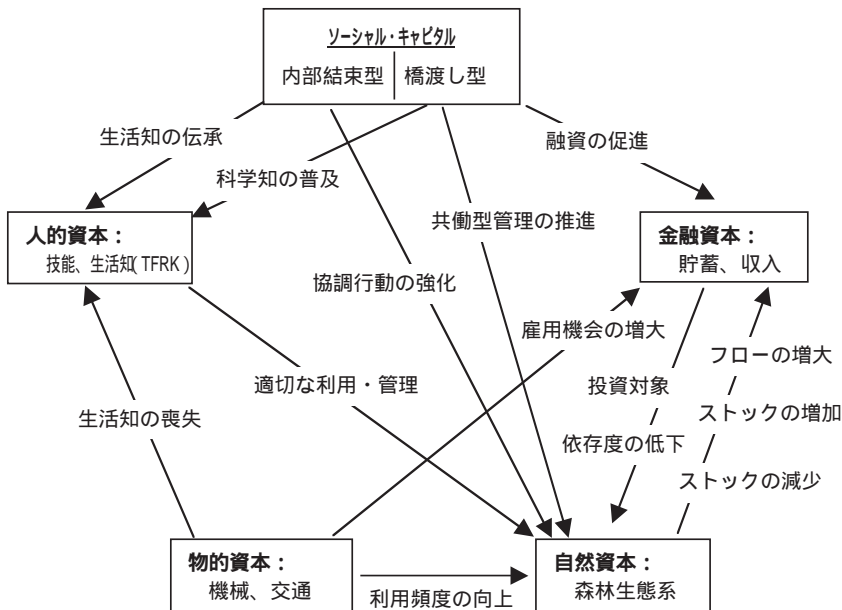 ソーシャル・キャピタル
内部結束型 橋渡し型
生活知の伝承
融資の促進
科学知の普及
共働型管理の推進
人的資本:
技能、生活知(TFRK)
金融資本:
貯蓄、収入
協調行動の強化
雇用機会の増大
フローの増大
適切な利用・管理
投資対象
生活知の喪失
ストックの増加
依存度の低下
ストックの減少
物的資本:
機械、交通
自然資本:
森林生態系
利用頻度の向上